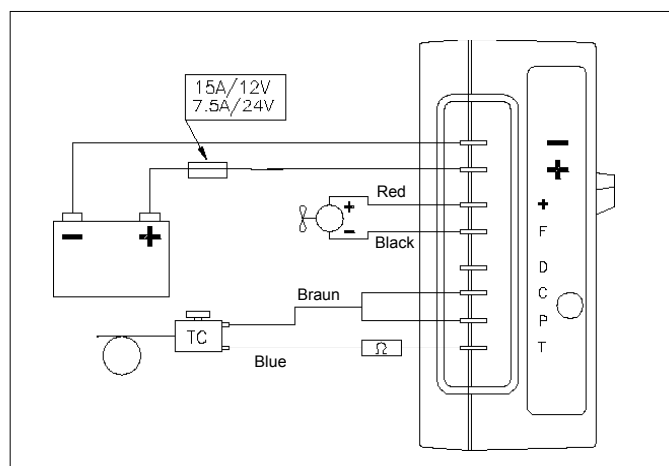 15A/12V
7.5A/24V
−
+
Red
+
+
− +
−
F
Black
D
Braun
C
TC
P
Blue
Ω
T